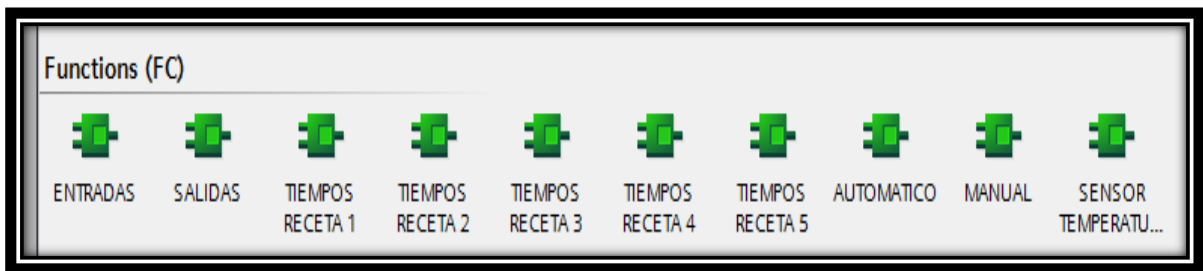 Functions (FC)
ENTRADAS
SALIDAS
TIEMPOS
RECETA 1
TIEMPOS
RECETA 2
TIEMPOS
RECETA 3
TIEMPOS
RECETA 4
TIEMPOS
RECETA 5
AUTOMATICO
MANUAL
SENSOR
TEMPERATU...